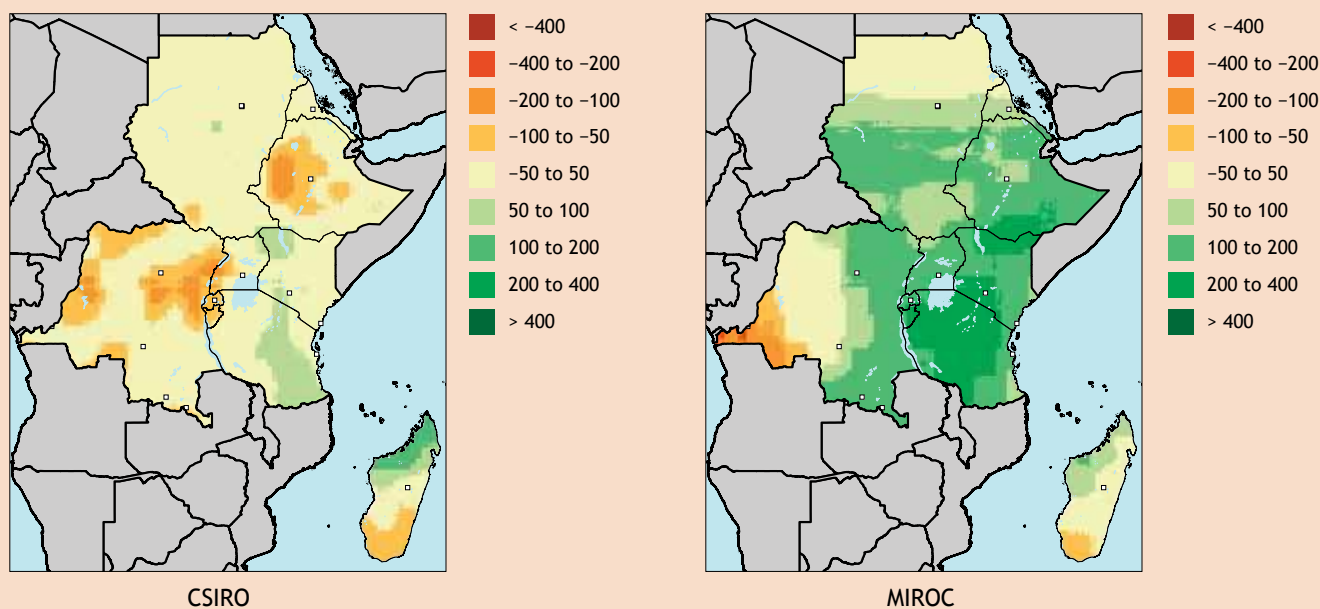 < −400
−400 to −200
−200 to −100
−100 to −50
−50 to 50
50 to 100
100 to 200
200 to 400
> 400
CSIRO
< −400
−400 to −200
−200 to −100
−100 to −50
−50 to 50
50 to 100
100 to 200
200 to 400
> 400
MIROC